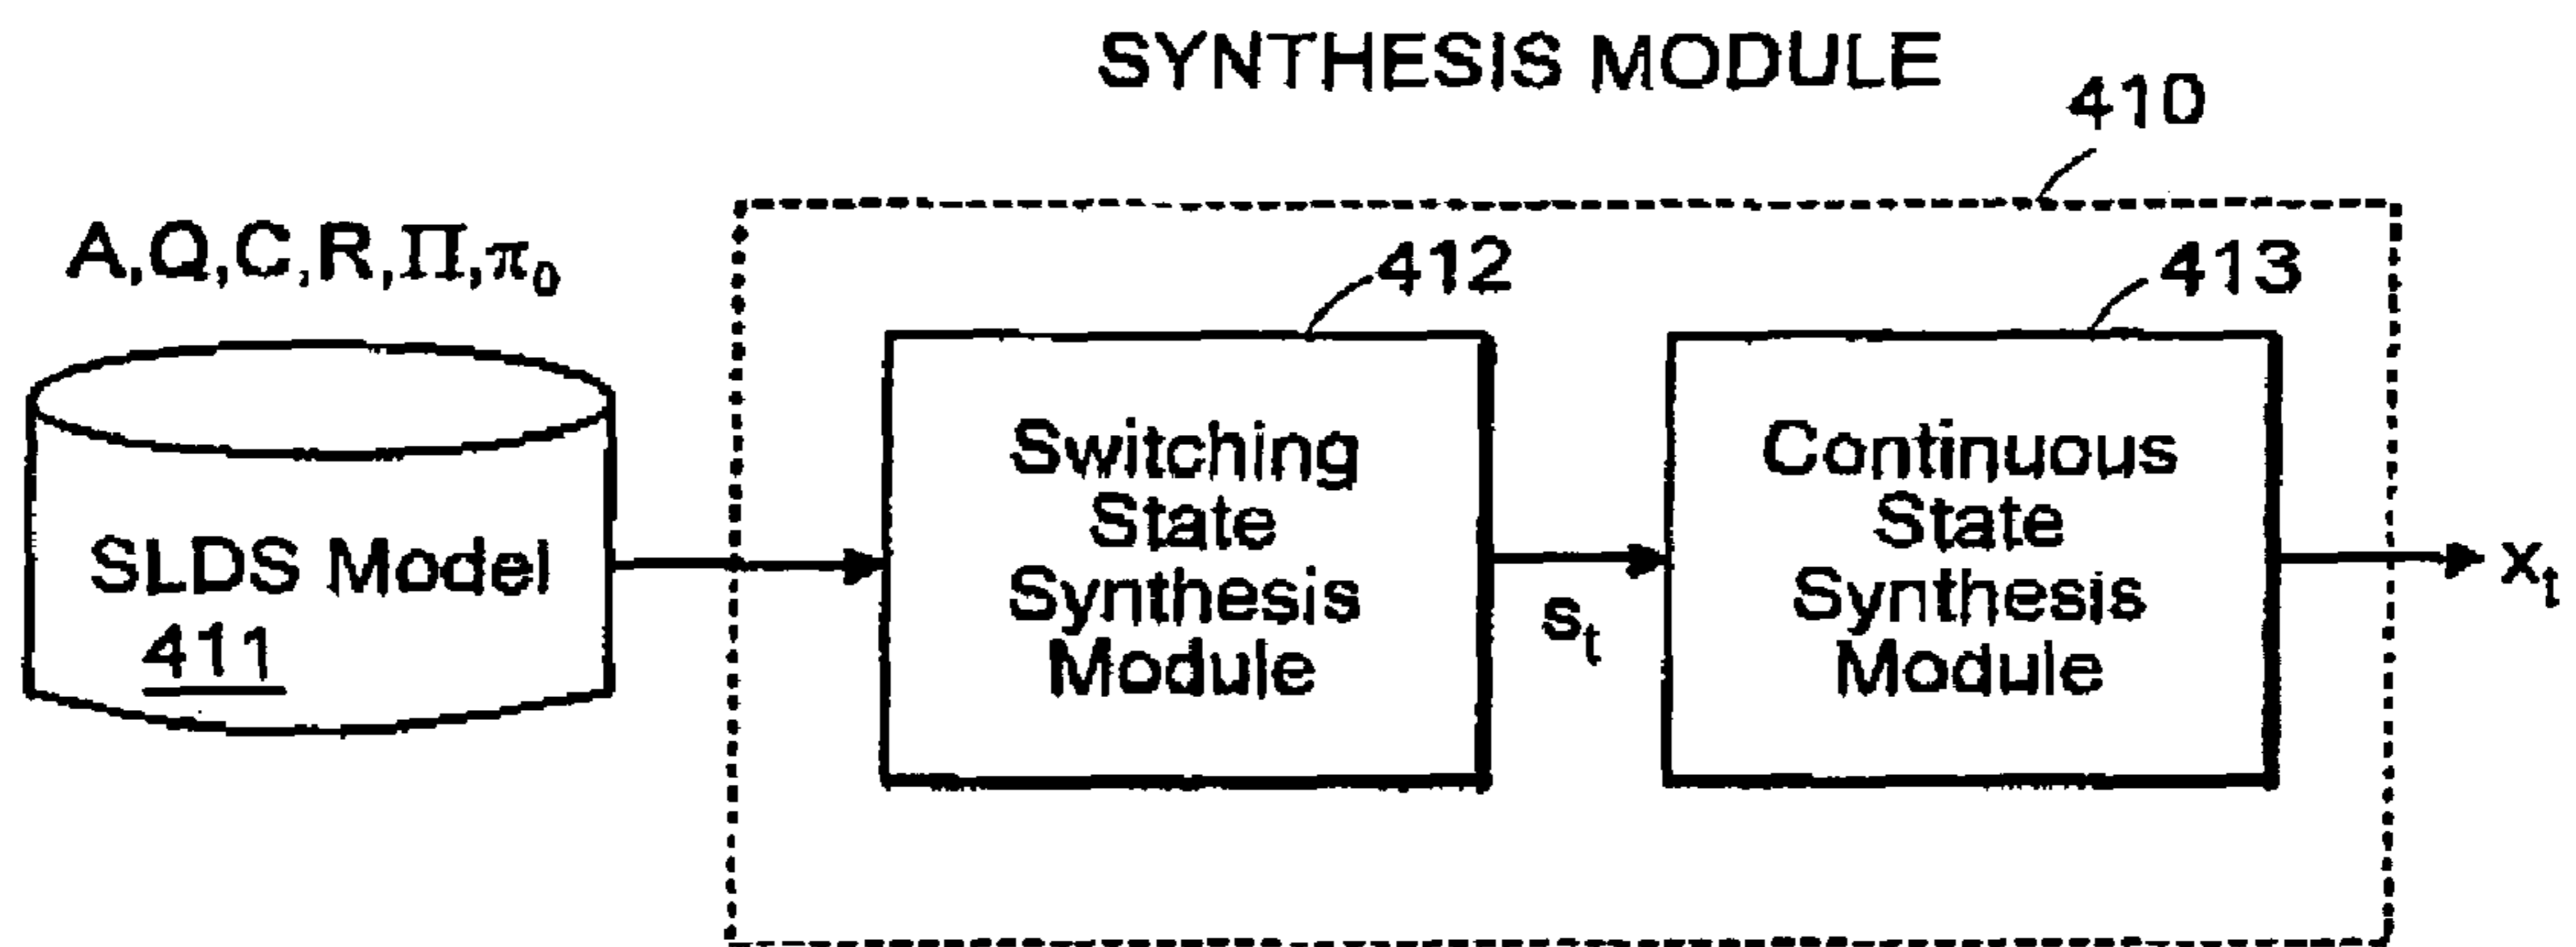 SYNTHESIS MODULE
410
A,Q,C,R,Π,π₀
412
413
SLDS Model
411
Switching
State
Synthesis
Module
sₜ
Continuous
State
Synthesis
Module
xₜ